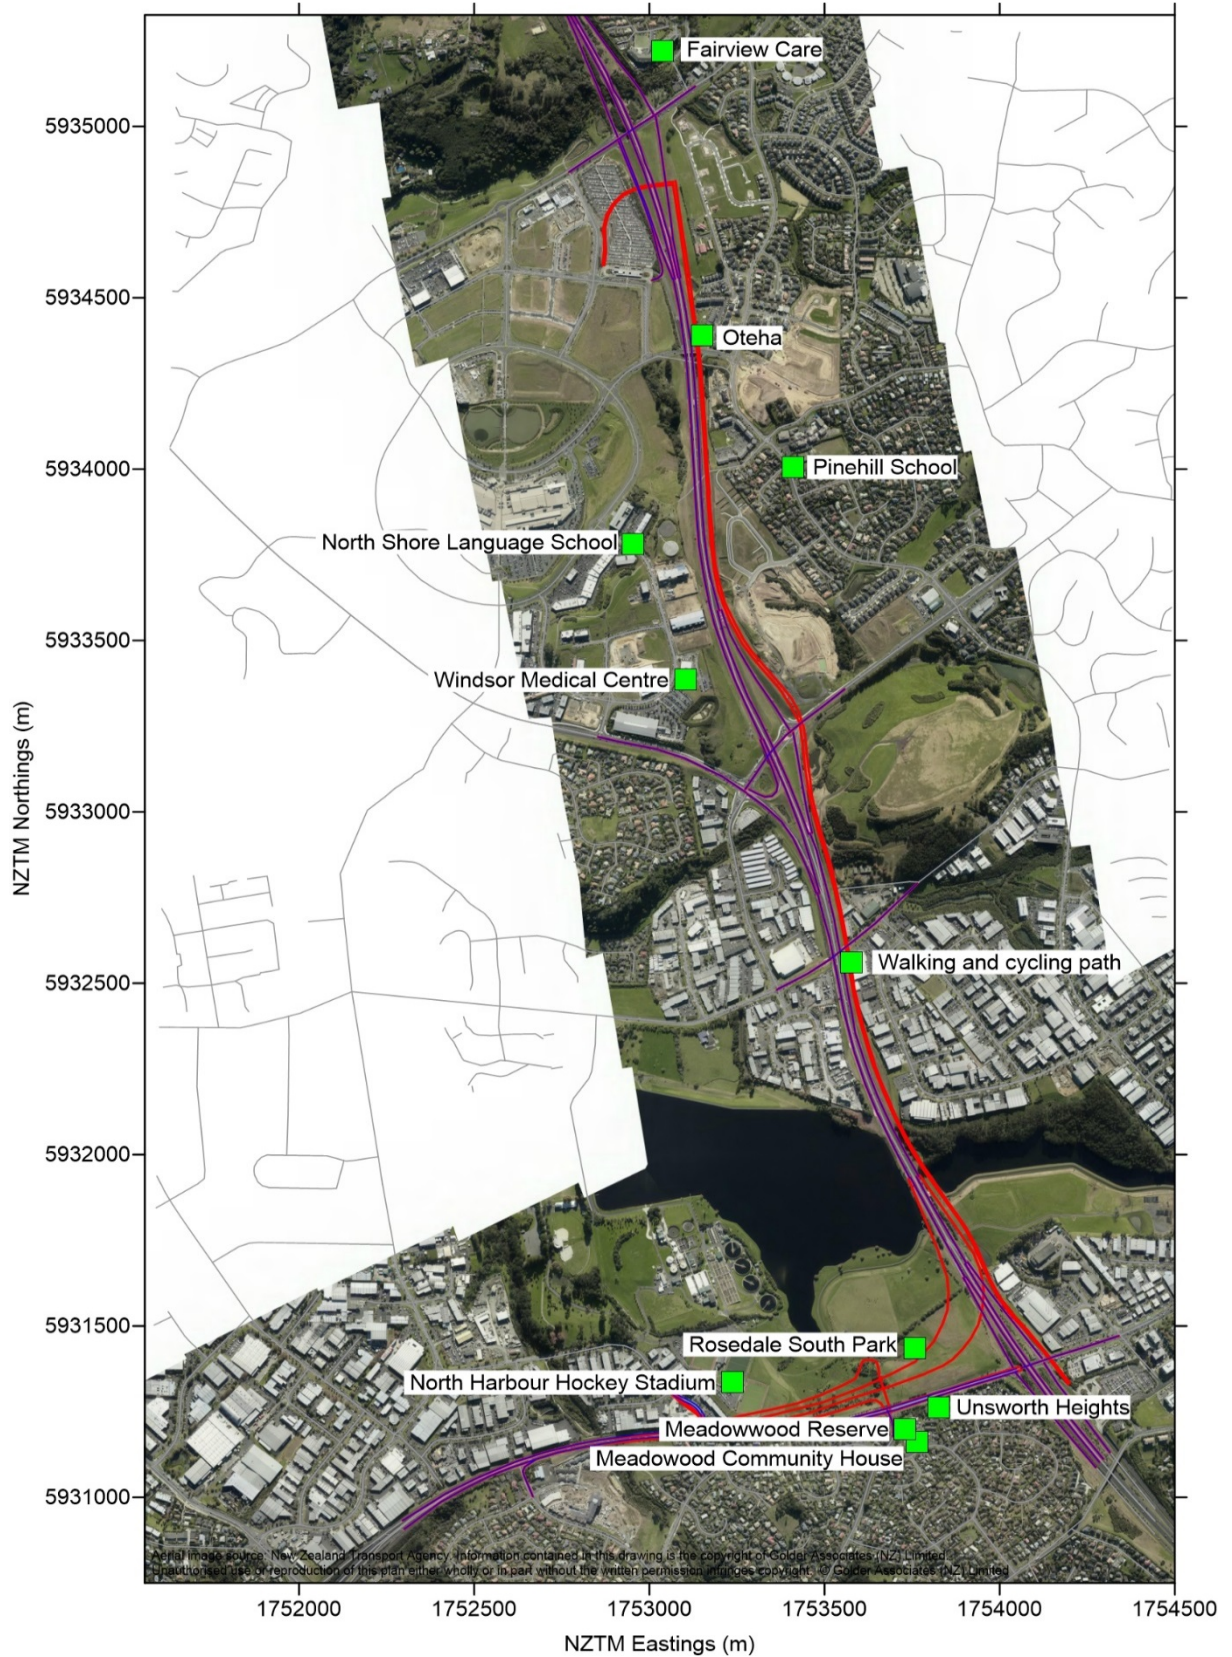 Fairview Care
5935000
5934500
Oteha
5934000
Pinehill School
North Shore Language School
5933500
Windsor Medical Centre
NZTM Northings (m)
5933000
Walking and cycling path
5932500
5932000
5931500
Rosedale South Park
North Harbour Hockey Stadium
Unsworth Heights
Meadowwood Reserve
Meadowood Community House
5931000
Aerial image source: New Zealand Transport Agency. Information contained in this drawing is the copyright of Golder Associates (NZ) Limited.
Unauthorised use or reproduction of this plan either wholly or in part without the written permission infringes copyright. © Golder Associates (NZ) Limited
1752000 1752500 1753000 1753500 1754000 1754500
NZTM Eastings (m)